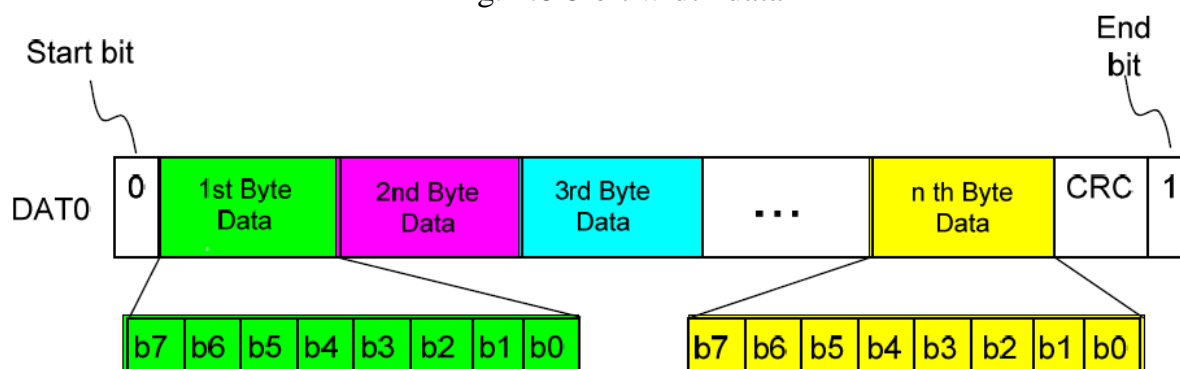 End
Start bit
bit
DAT0 0 1st Byte 2nd Byte 3rd Byte ... n th Byte CRC 1
Data Data Data Data
b7 b6 b5 b4 b3 b2 b1 b0 b7 b6 b5 b4 b3 b2 b1 b0